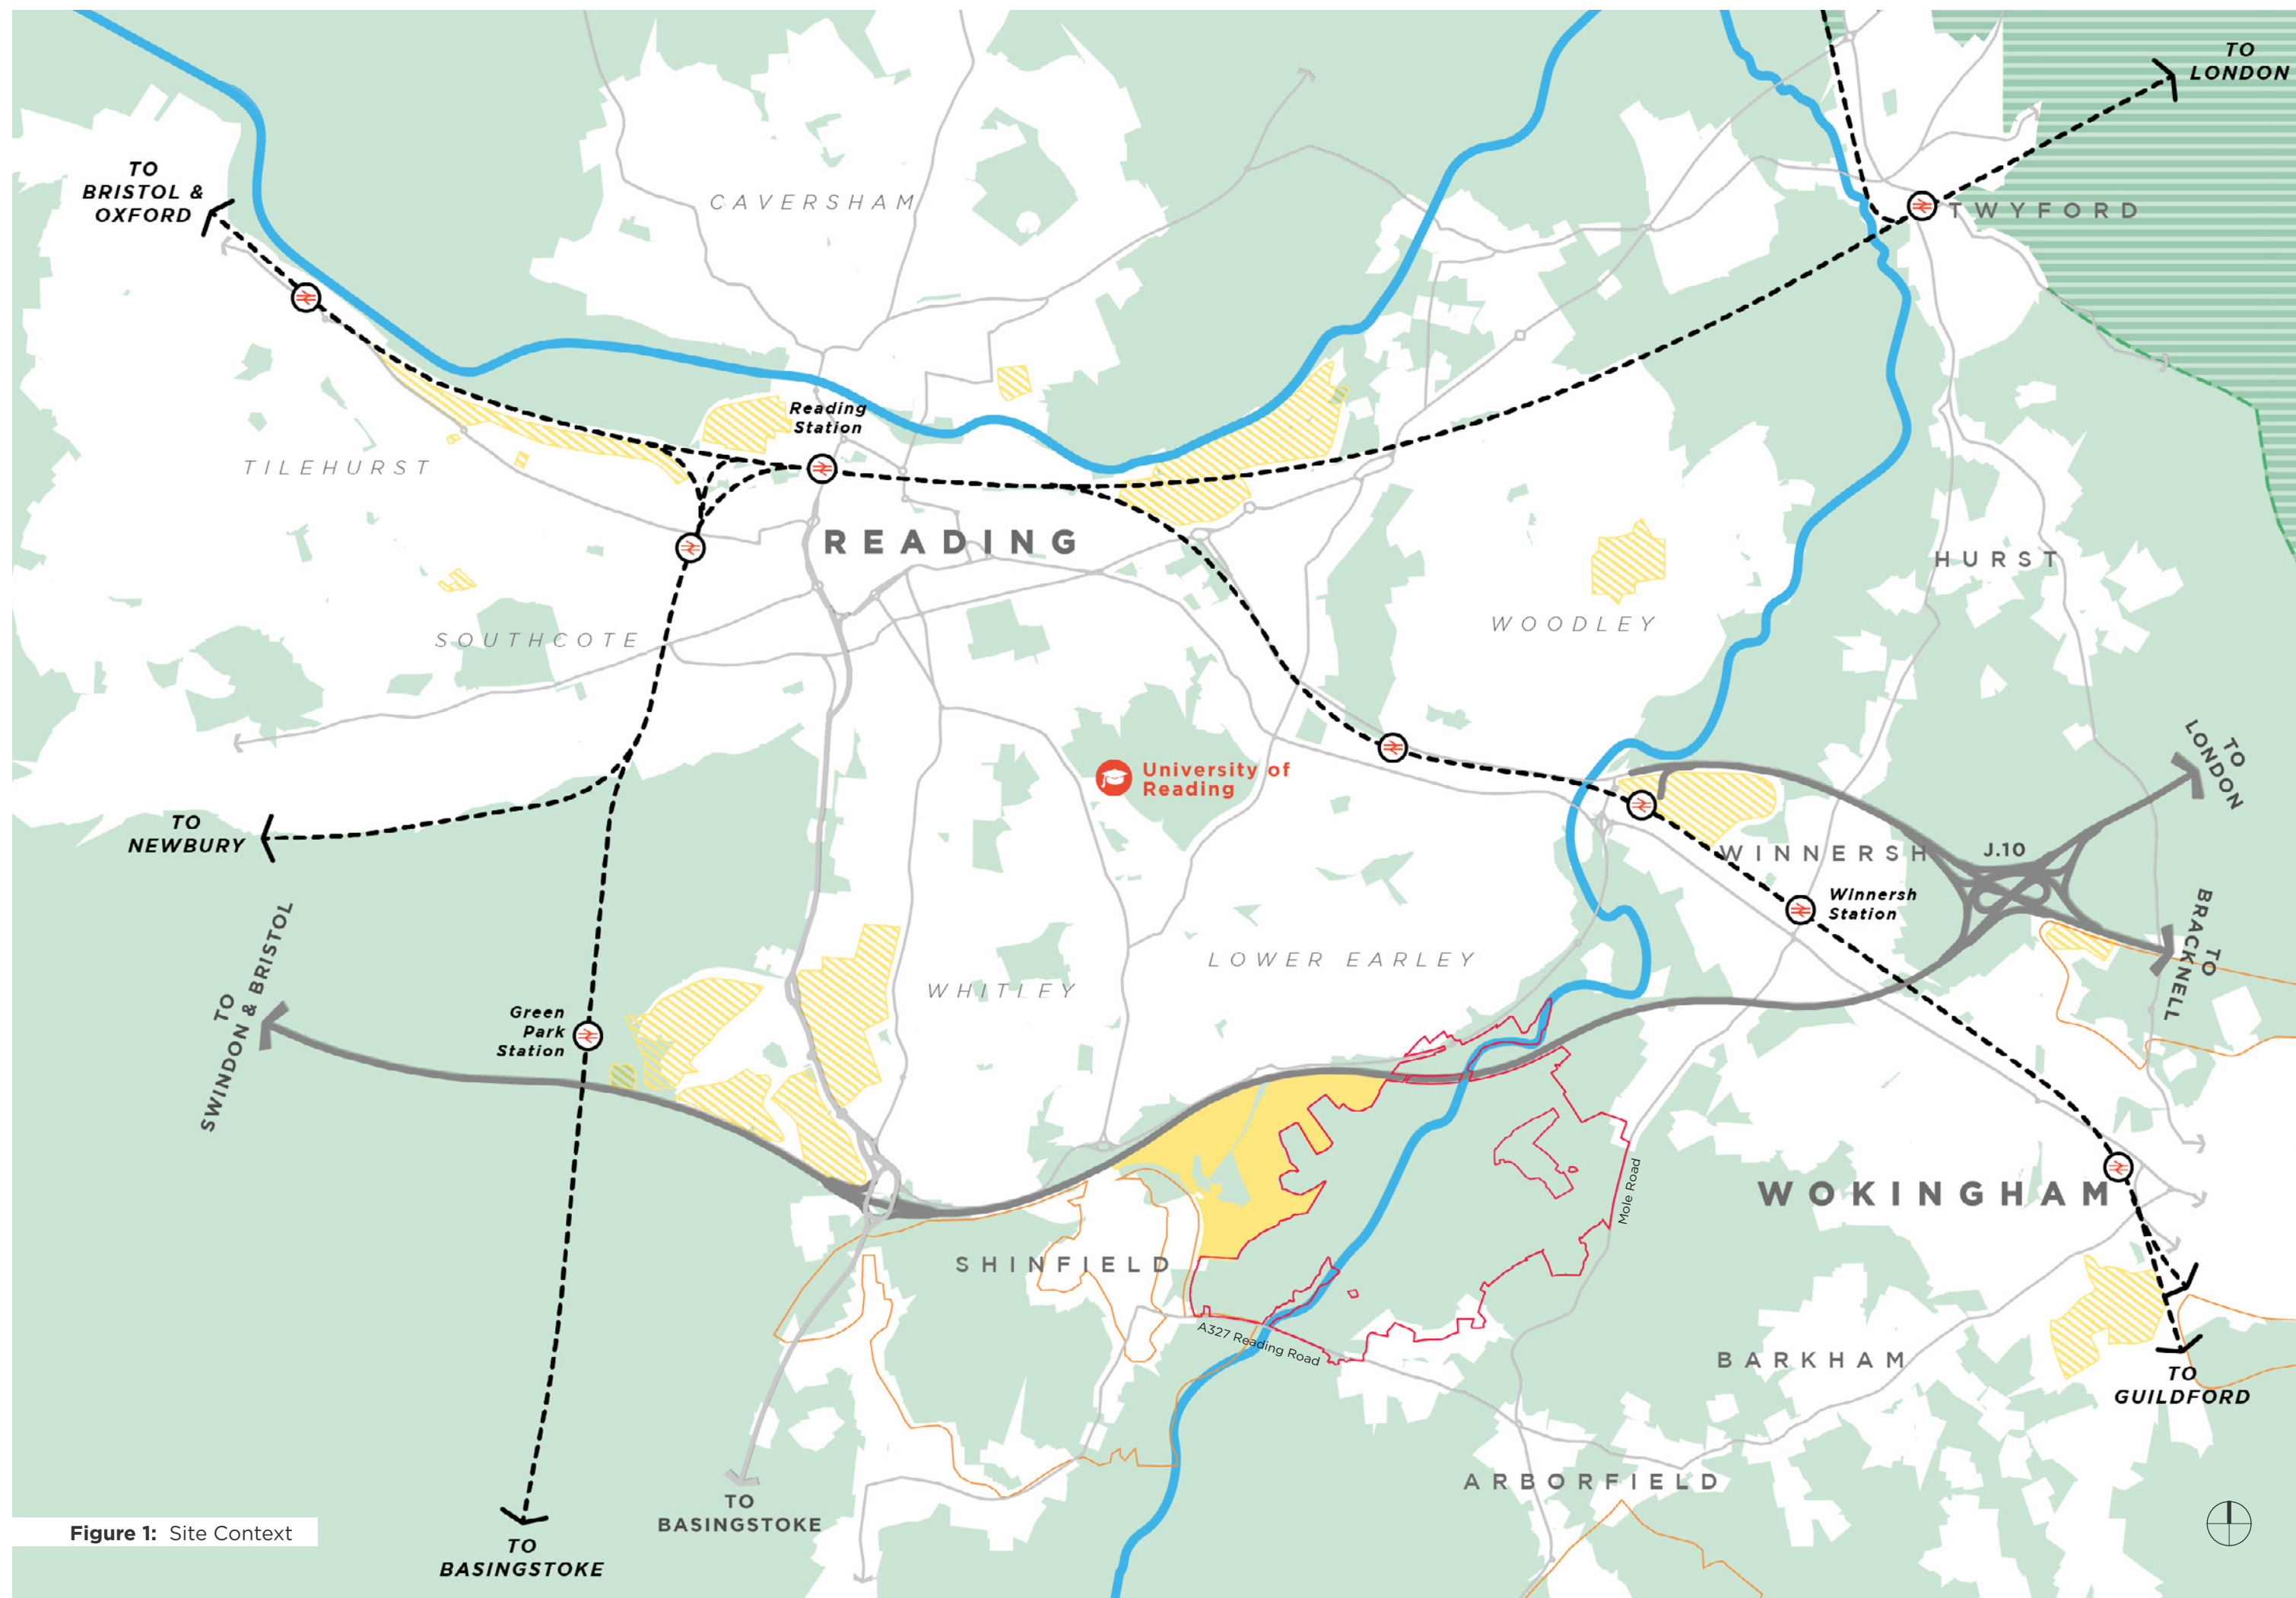 TO
LONDON
TO
BRISTOL &
OXFORD
CAVERSHAM
TWYFORD
Reading
Station
TILEHURST
READING
HURST
WOODLEY
SOUTHCOTE
University of
Reading
TO
LONDON
TO
NEWBURY
WINNERSH
J.10
Winnersh
Station
TO
BRACKNELL
LOWER EARLEY
WHITLEY
TO
SWINDON & BRISTOL
Green
Park
Station
Mole Road
WOKINGHAM
SHINFIELD
A327 Reading Road
BARKHAM
TO
GUILDFORD
ARBORFIELD
TO
BASINGSTOKE
Figure 1: Site Context
TO
BASINGSTOKE